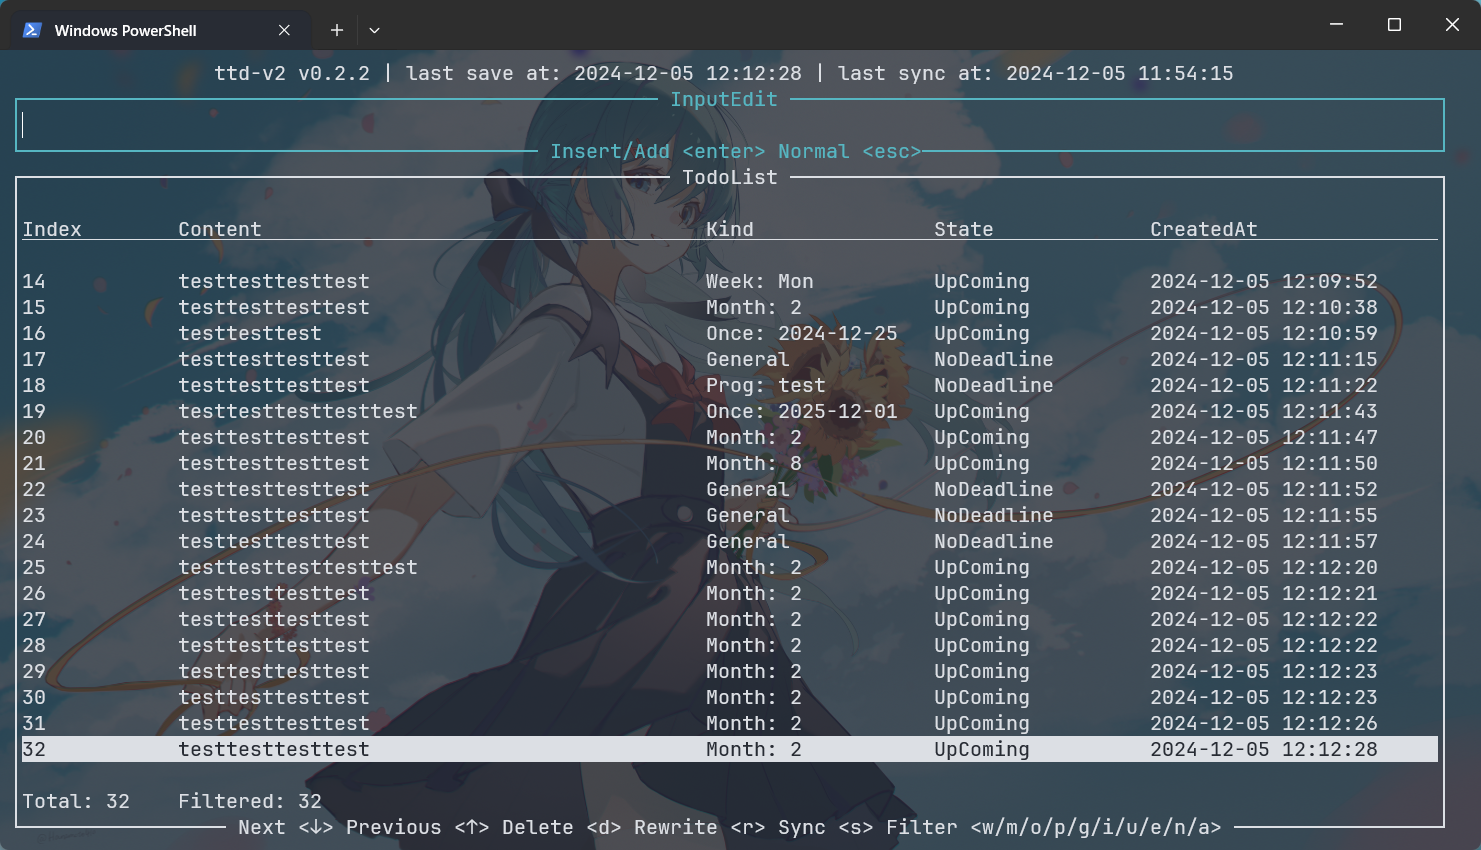 Windows PowerShell
ttd-v2 v0.2.2 | last save at: 2024-12-05 12:12:28 | last sync at: 2024-12-05 11:54:15
InputEdit
Insert/Add <enter> Normal <esc>
TodoList
Index Content Kind State CreatedAt
14 testtesttesttest Week: Mon UpComing 2024-12-05 12:09:52
15 testtesttesttest Month: 2 UpComing 2024-12-05 12:10:38
16 testtesttest Once: 2024-12-25 UpComing 2024-12-05 12:10:59
17 testtesttesttest General NoDeadline 2024-12-05 12:11:15
18 testtesttesttest Prog: test NoDeadline 2024-12-05 12:11:22
19 testtesttesttesttest Once: 2025-12-01 UpComing 2024-12-05 12:11:43
20 testtesttesttest Month: 2 UpComing 2024-12-05 12:11:47
21 testtesttesttest Month: 8 UpComing 2024-12-05 12:11:50
22 testtesttesttest General NoDeadline 2024-12-05 12:11:52
23 testtesttesttest General NoDeadline 2024-12-05 12:11:55
24 testtesttesttest General NoDeadline 2024-12-05 12:11:57
25 testtesttesttesttest Month: 2 UpComing 2024-12-05 12:12:20
26 testtesttesttest Month: 2 UpComing 2024-12-05 12:12:21
27 testtesttesttest Month: 2 UpComing 2024-12-05 12:12:22
28 testtesttesttest Month: 2 UpComing 2024-12-05 12:12:22
29 testtesttesttest Month: 2 UpComing 2024-12-05 12:12:23
30 testtesttesttest Month: 2 UpComing 2024-12-05 12:12:23
31 testtesttesttest Month: 2 UpComing 2024-12-05 12:12:26
32 testtesttesttest Month: 2 UpComing 2024-12-05 12:12:28
Total: 32 Filtered: 32
Next <↓> Previous <↑> Delete <d> Rewrite <r> Sync <s> Filter <w/m/o/p/g/i/u/e/n/a>